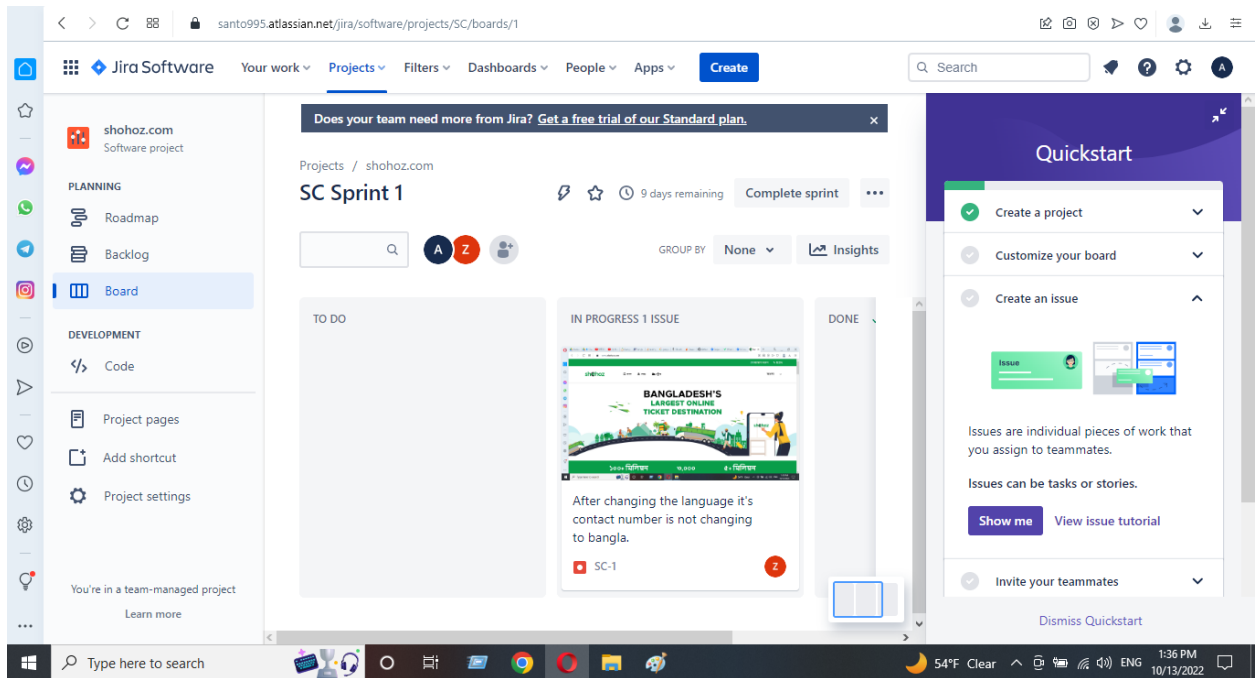 santo995.atlassian.net/jira/software/projects/SC/boards/1
Jira Software Your work Projects Filters Dashboards People Apps Create Search A
shohoz.com
Software project
PLANNING
Roadmap
Backlog
Board
DEVELOPMENT
Code
Project pages
Add shortcut
Project settings
You're in a team-managed project
Learn more
Does your team need more from Jira? Get a free trial of our Standard plan.
Projects / shohoz.com
SC Sprint 1
9 days remaining Complete sprint
A Z GROUP BY None Insights
TO DO
IN PROGRESS 1 ISSUE
shohoz
BANGLADESH'S
LARGEST ONLINE
TICKET DESTINATION
After changing the language it's
contact number is not changing
to bangla.
SC-1 Z
DONE
Quickstart
Create a project
Customize your board
Create an issue
Issue
Issues are individual pieces of work that
you assign to teammates.
Issues can be tasks or stories.
Show me View issue tutorial
Invite your teammates
Dismiss Quickstart
Type here to search
54°F Clear ENG 1:36 PM
10/13/2022